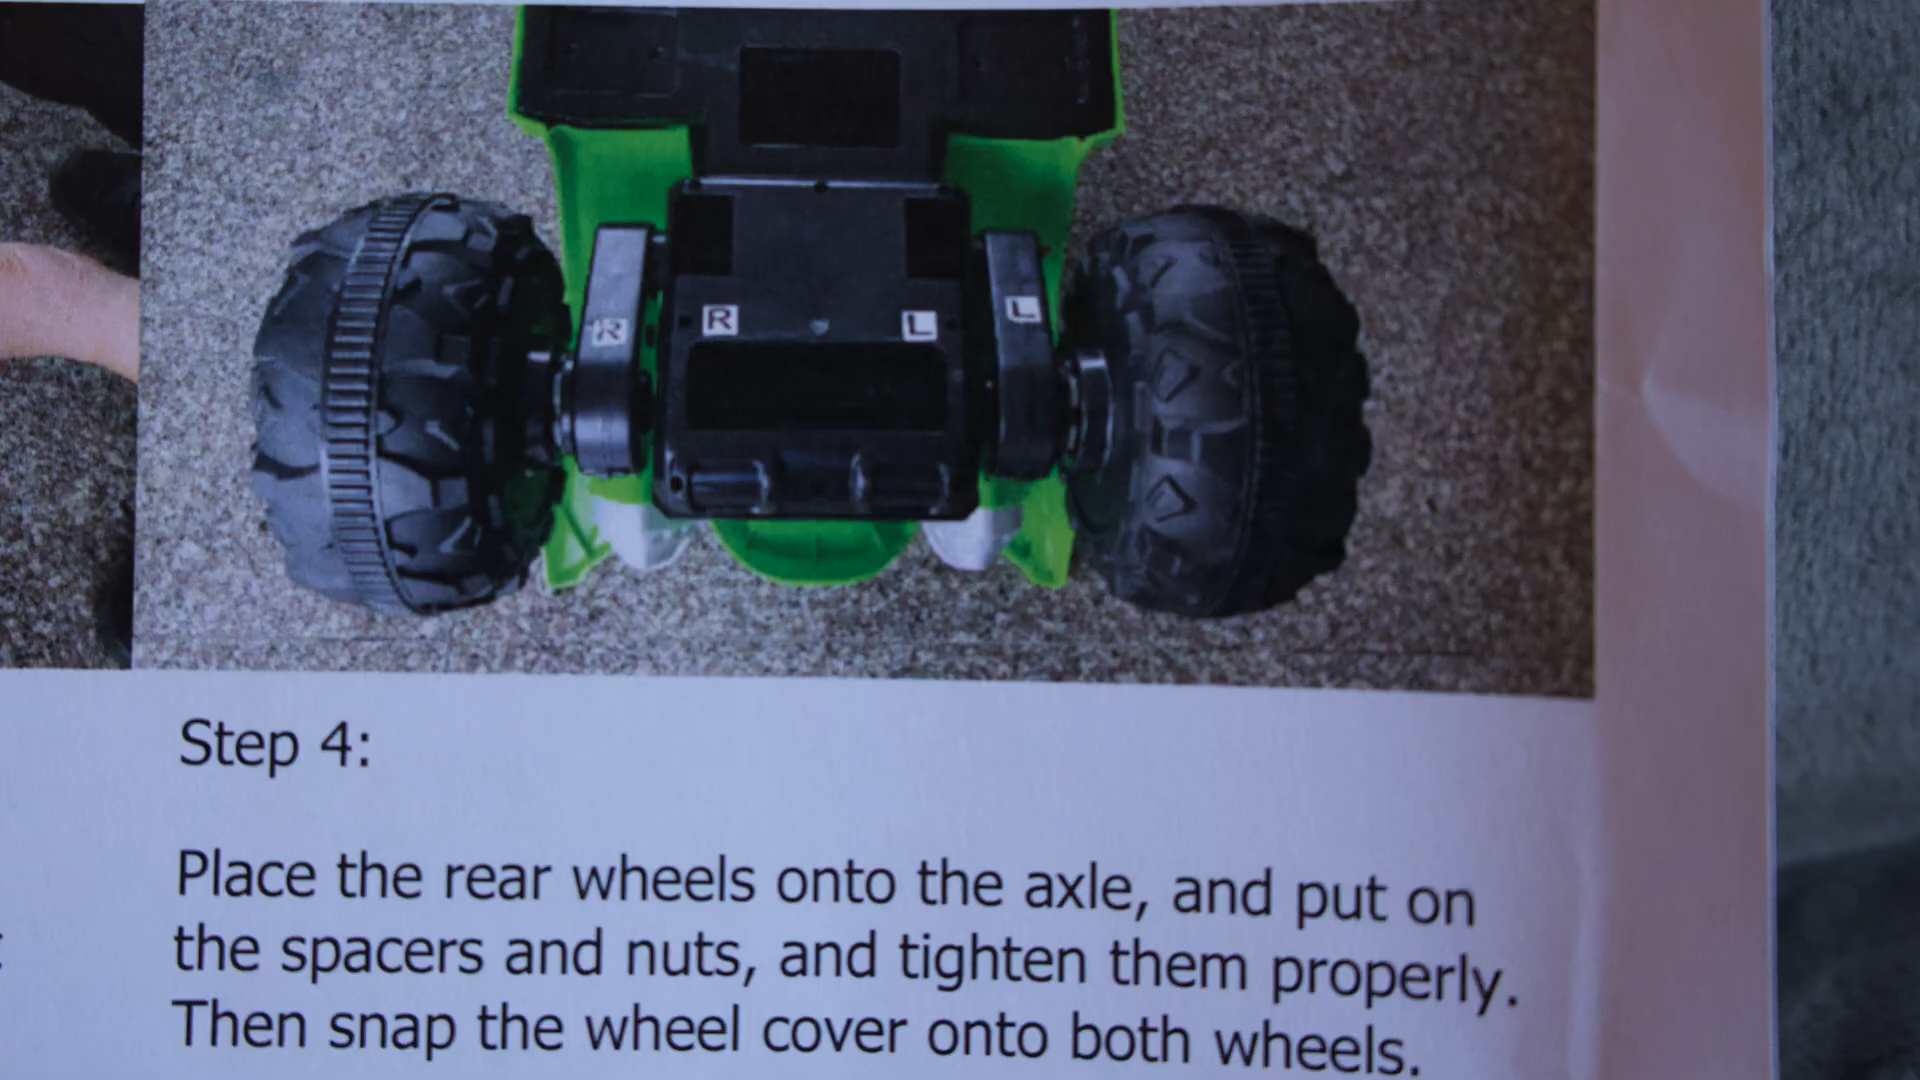 R R L L
Step 4:
Place the rear wheels onto the axle, and put on
the spacers and nuts, and tighten them properly.
Then snap the wheel cover onto both wheels.